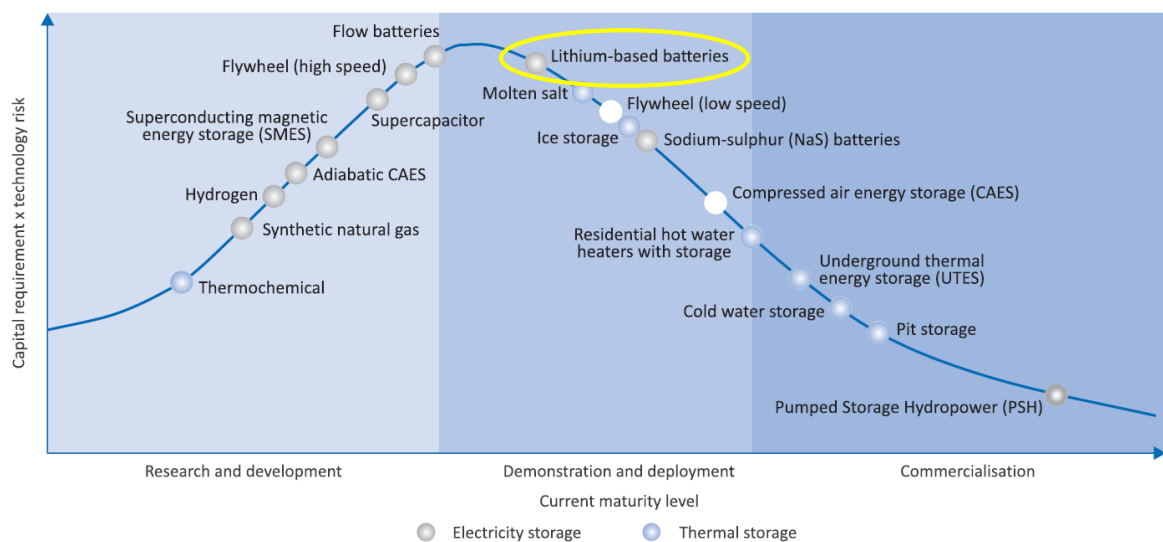 Capital requirement x technology risk
Flow batteries
Lithium-based batteries
Flywheel (high speed)
Molten salt
Flywheel (low speed)
Supercapacitor
Superconducting magnetic
energy storage (SMES)
Ice storage
Sodium-sulphur (NaS) batteries
Adiabatic CAES
Hydrogen
Compressed air energy storage (CAES)
Synthetic natural gas
Residential hot water
heaters with storage
Underground thermal
energy storage (UTES)
Thermochemical
Cold water storage
Pit storage
Pumped Storage Hydropower (PSH)
Research and development
Demonstration and deployment
Commercialisation
Current maturity level
Electricity storage
Thermal storage